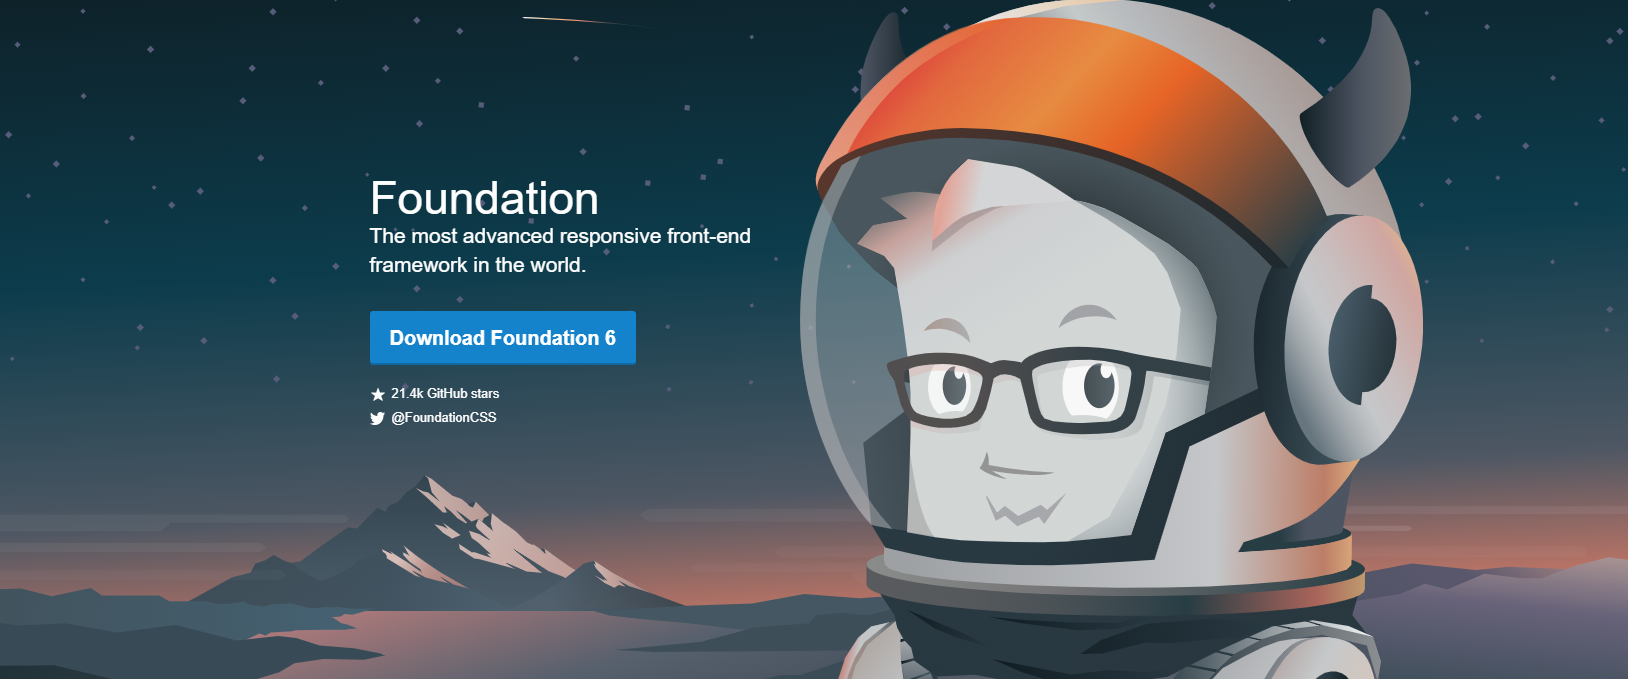 Foundation
The most advanced responsive front-end
framework in the world.
Download Foundation 6
21.4k GitHub stars
@FoundationCSS